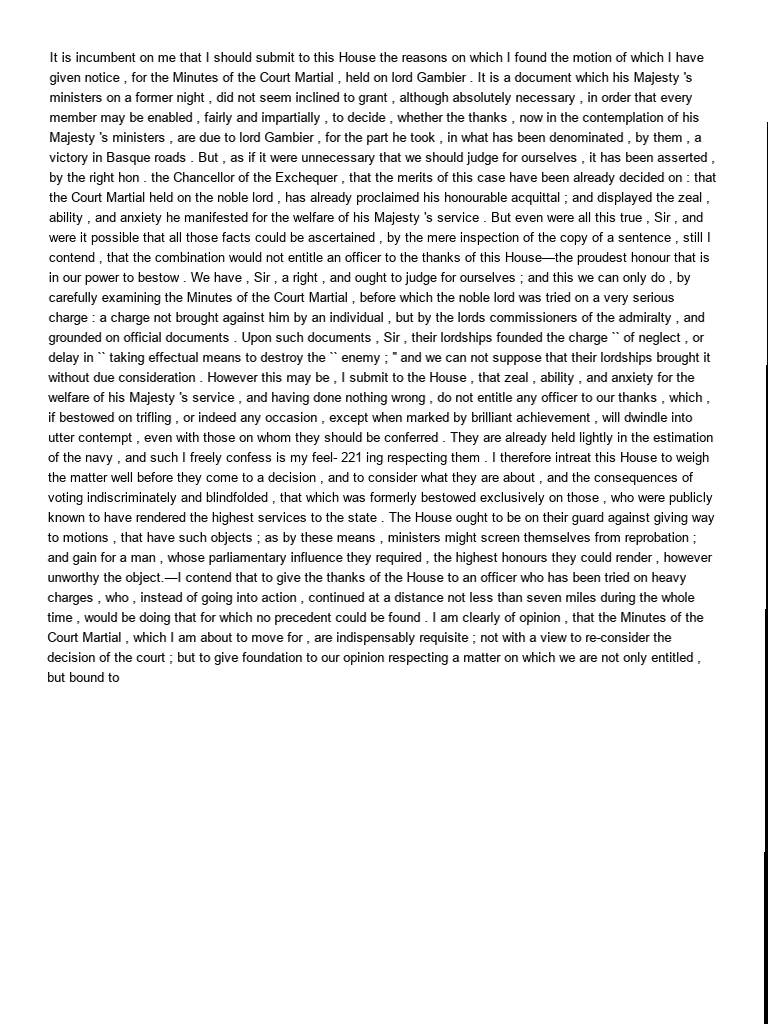 It is incumbent on me that I should submit to this House the reasons on which I found the motion of which I have
given notice , for the Minutes of the Court Martial , held on lord Gambier . It is a document which his Majesty 's
ministers on a former night , did not seem inclined to grant , although absolutely necessary , in order that every
member may be enabled , fairly and impartially , to decide , whether the thanks , now in the contemplation of his
Majesty 's ministers , are due to lord Gambier , for the part he took , in what has been denominated , by them , a
victory in Basque roads . But , as if it were unnecessary that we should judge for ourselves , it has been asserted ,
by the right hon . the Chancellor of the Exchequer , that the merits of this case have been already decided on : that
the Court Martial held on the noble lord , has already proclaimed his honourable acquittal ; and displayed the zeal ,
ability , and anxiety he manifested for the welfare of his Majesty 's service . But even were all this true , Sir , and
were it possible that all those facts could be ascertained , by the mere inspection of the copy of a sentence , still I
contend , that the combination would not entitle an officer to the thanks of this House—the proudest honour that is
in our power to bestow . We have , Sir , a right , and ought to judge for ourselves ; and this we can only do , by
carefully examining the Minutes of the Court Martial , before which the noble lord was tried on a very serious
charge : a charge not brought against him by an individual , but by the lords commissioners of the admiralty , and
grounded on official documents . Upon such documents , Sir , their lordships founded the charge `` of neglect , or
delay in `` taking effectual means to destroy the `` enemy ; " and we can not suppose that their lordships brought it
without due consideration . However this may be , I submit to the House , that zeal , ability , and anxiety for the
welfare of his Majesty 's service , and having done nothing wrong , do not entitle any officer to our thanks , which ,
if bestowed on trifling , or indeed any occasion , except when marked by brilliant achievement , will dwindle into
utter contempt , even with those on whom they should be conferred . They are already held lightly in the estimation
of the navy , and such I freely confess is my feel- 221 ing respecting them . I therefore intreat this House to weigh
the matter well before they come to a decision , and to consider what they are about , and the consequences of
voting indiscriminately and blindfolded , that which was formerly bestowed exclusively on those , who were publicly
known to have rendered the highest services to the state . The House ought to be on their guard against giving way
to motions , that have such objects ; as by these means , ministers might screen themselves from reprobation ;
and gain for a man , whose parliamentary influence they required , the highest honours they could render , however
unworthy the object.—I contend that to give the thanks of the House to an officer who has been tried on heavy
charges , who , instead of going into action , continued at a distance not less than seven miles during the whole
time , would be doing that for which no precedent could be found . I am clearly of opinion , that the Minutes of the
Court Martial , which I am about to move for , are indispensably requisite ; not with a view to re-consider the
decision of the court ; but to give foundation to our opinion respecting a matter on which we are not only entitled ,
but bound to